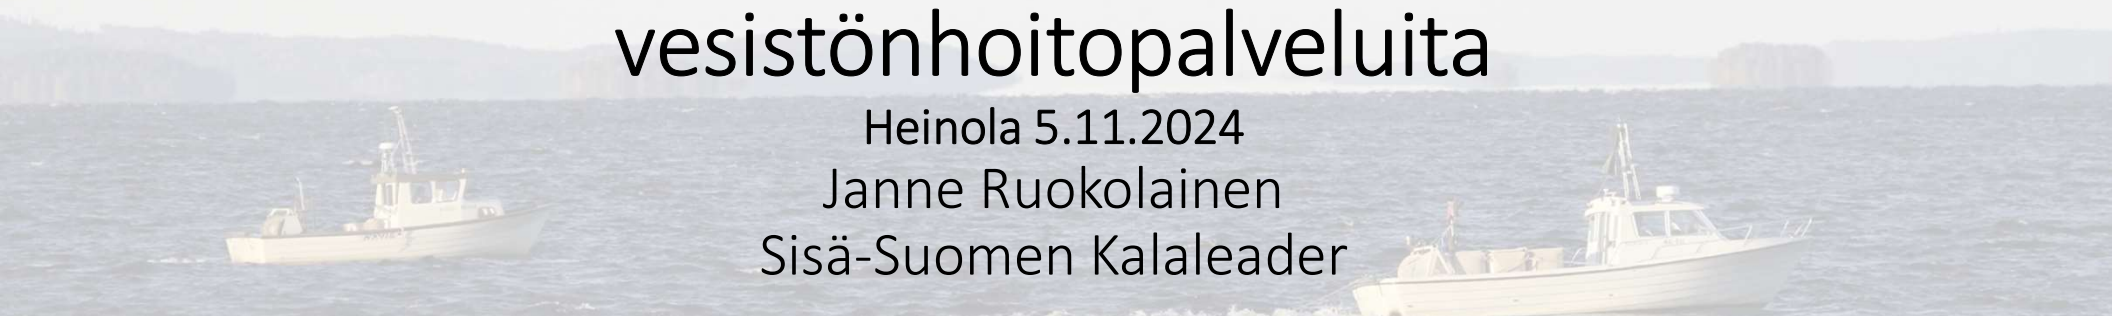 vesistönhoitopalveluita
Heinola 5.11.2024
Janne Ruokolainen
Sisä-Suomen Kalaleader